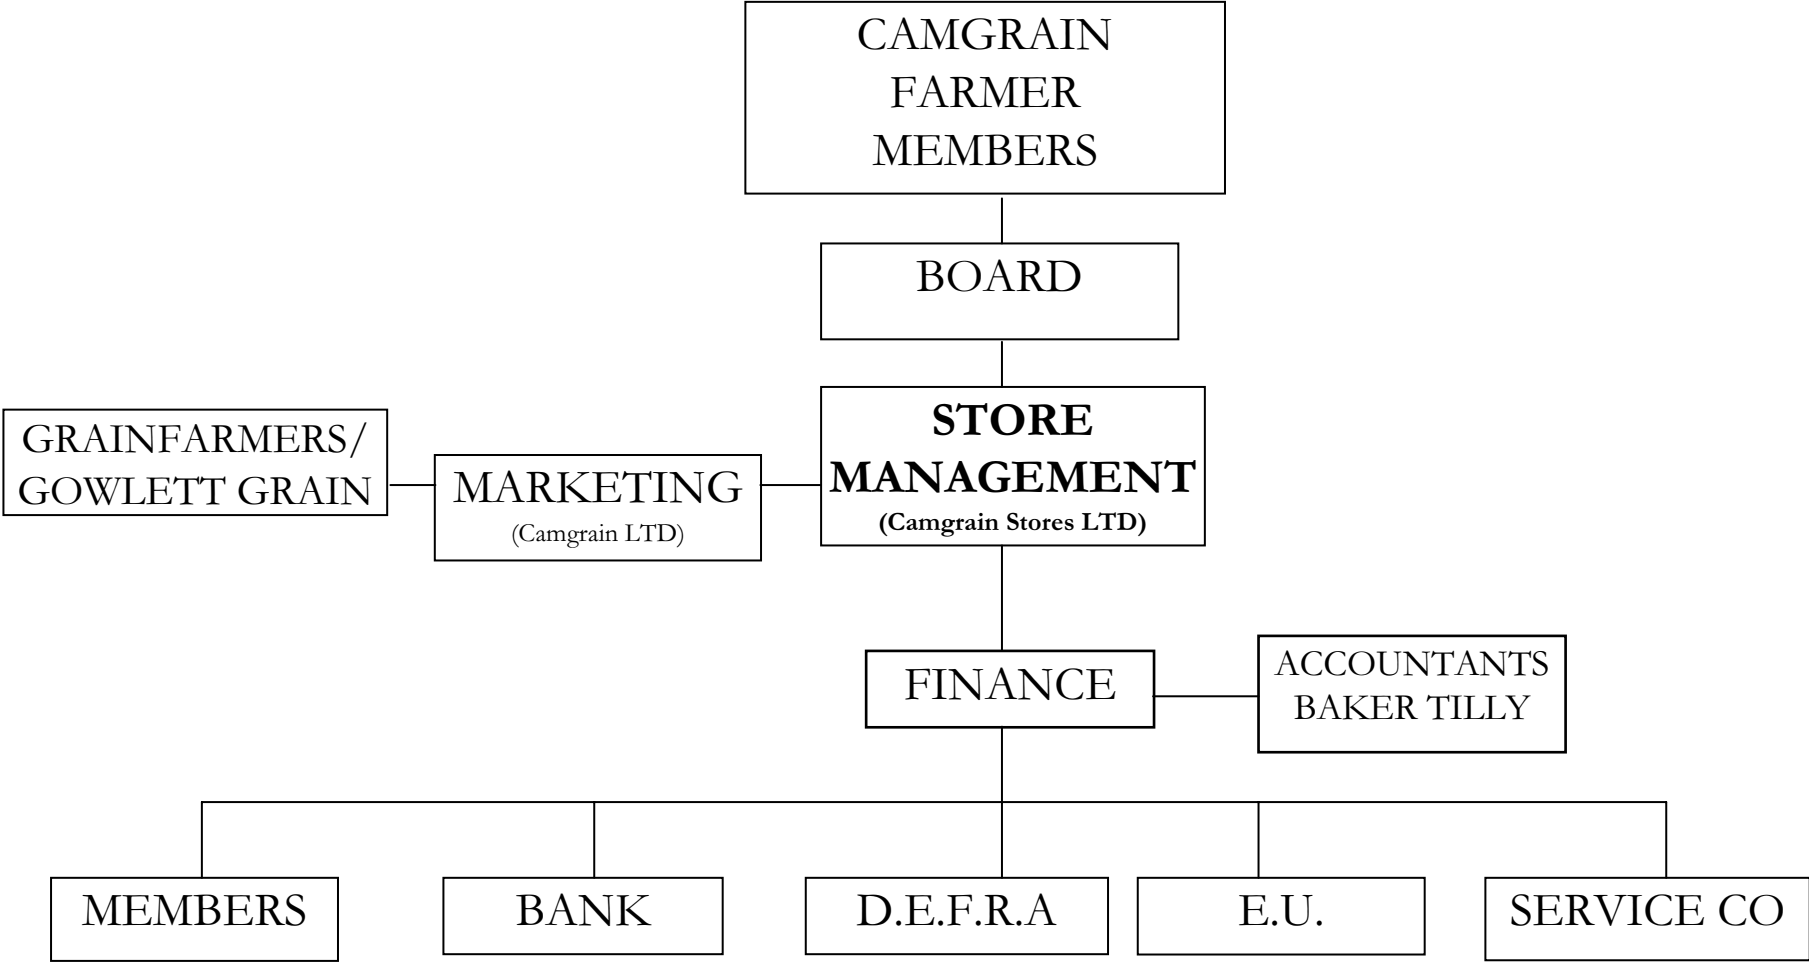 CAMGRAIN
FARMER
MEMBERS
BOARD
STORE
MANAGEMENT
(Camgrain Stores LTD)
GRAINFARMERS/
GOWLETT GRAIN
MARKETING
(Camgrain LTD)
FINANCE
ACCOUNTANTS
BAKER TILLY
MEMBERS
BANK
D.E.F.R.A
E.U.
SERVICE CO